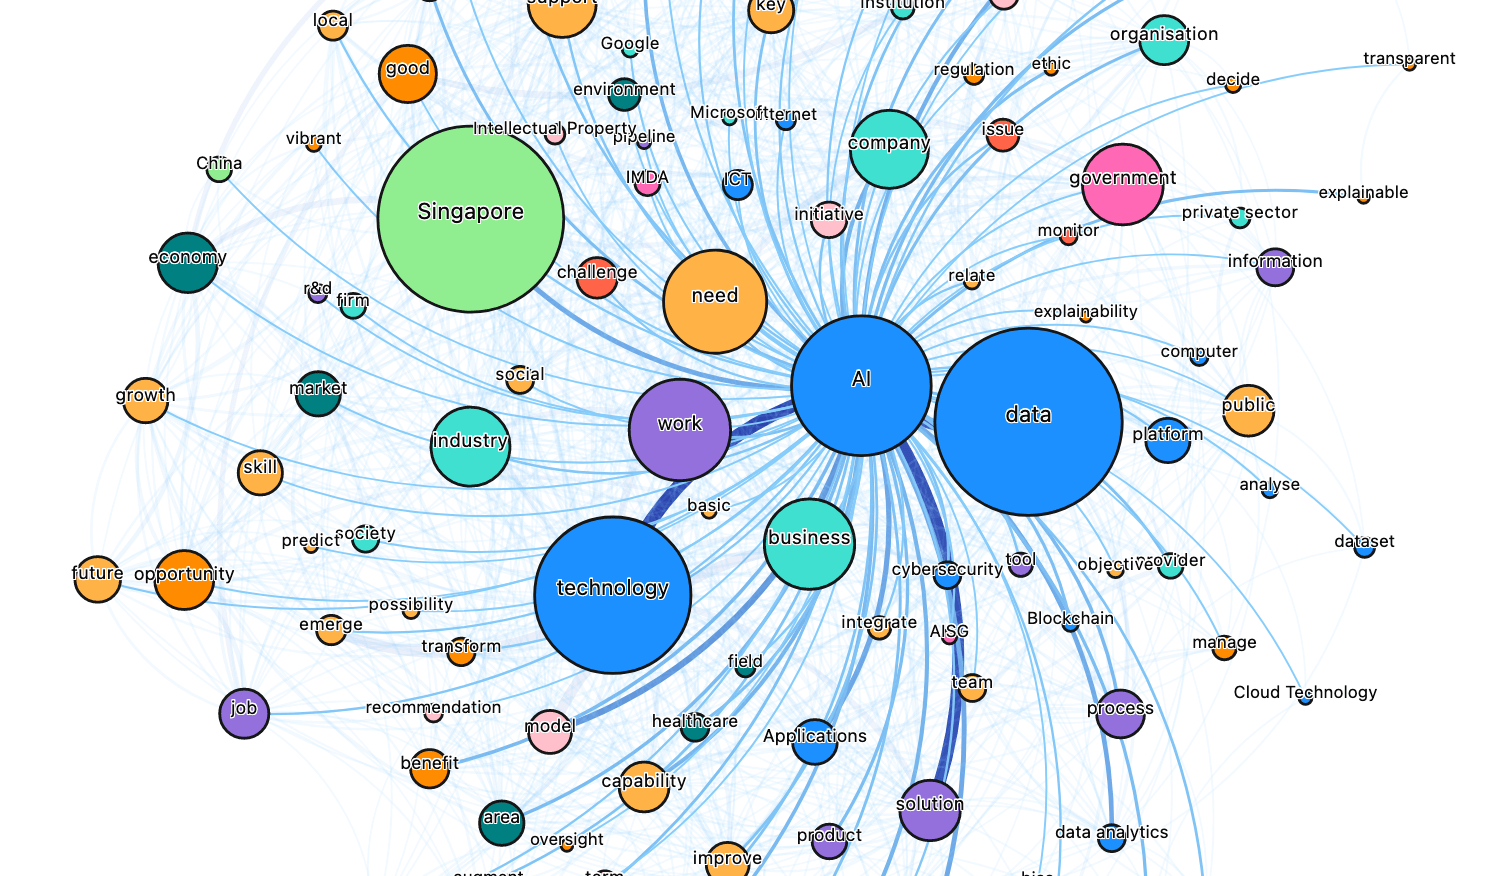 support
key
institution
local
organisation
Google
good
transparent
regulation
ethic
decide
environment
Microsoft
Internet
Intellectual Property
pipeline
issue
vibrant
company
China
IMDA
ICT
government
explainable
Singapore
initiative
private sector
monitor
economy
information
challenge
relate
r&d
firm
need
explainability
computer
social
AI
market
growth
public
data
work
platform
industry
skill
analyse
basic
predict
society
business
dataset
cybersecurity
tool
objective
provider
future
opportunity
technology
possibility
emerge
integrate
AISG
Blockchain
transform
manage
field
team
Cloud Technology
job
recommendation
model
healthcare
Applications
process
benefit
capability
solution
area
oversight
product
data analytics
improve
augment
term
bias